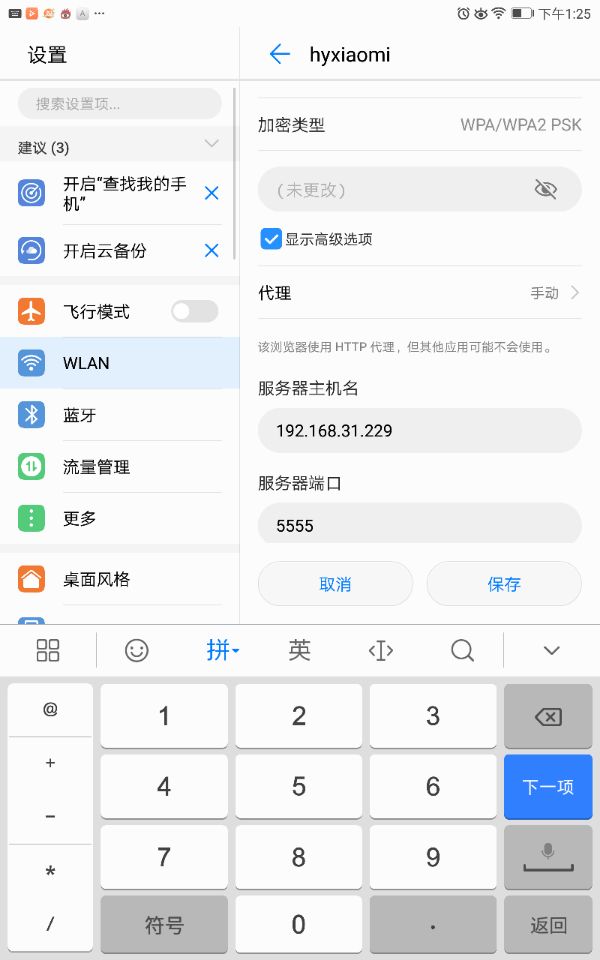 下午1:25
设置
搜索设置项...
建议 (3)
开启“查找我的手
机”
开启云备份
飞行模式
WLAN
蓝牙
流量管理
更多
桌面风格
hyxiaomi
加密类型
WPA/WPA2 PSK
（未更改）
显示高级选项
代理
手动
该浏览器使用 HTTP 代理，但其他应用可能不会使用。
服务器主机名
192.168.31.229
服务器端口
5555
取消
保存
拼
英
@
1
2
3
+
4
5
6
下一项
-
7
8
9
*
/
符号
0
.
返回